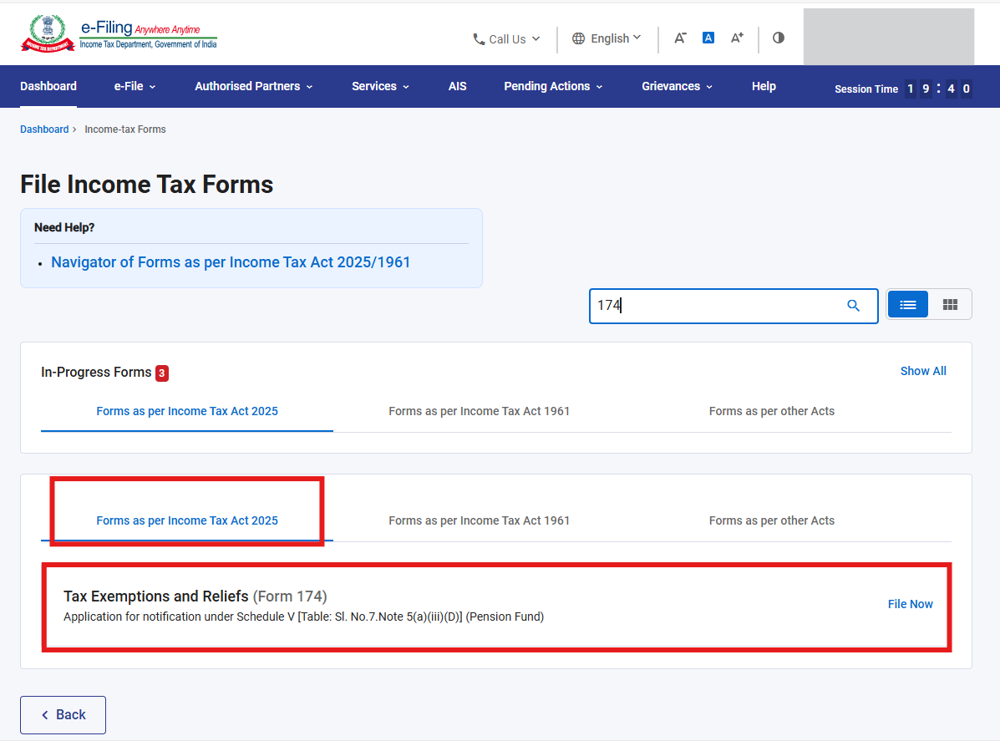 e-Filing Anywhere Anytime
Income Tax Department, Government of India
INCOME TAX DEPARTMENT
Call Us
English
A-
A
A+
Dashboard e-File Authorised Partners Services AIS Pending Actions Grievances Help Session Time 1 9 : 4 0
Dashboard > Income-tax Forms
File Income Tax Forms
Need Help?
• Navigator of Forms as per Income Tax Act 2025/1961
174
In-Progress Forms 3 Show All
Forms as per Income Tax Act 2025 Forms as per Income Tax Act 1961 Forms as per other Acts
Forms as per Income Tax Act 2025 Forms as per Income Tax Act 1961 Forms as per other Acts
Tax Exemptions and Reliefs (Form 174)
File Now
Application for notification under Schedule V [Table: Sl. No.7.Note 5(a)(iii)(D)] (Pension Fund)
< Back